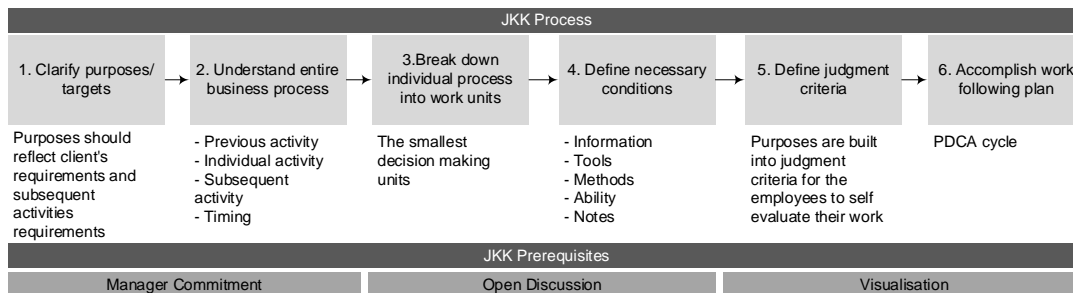 JKK Process
1. Clarify purposes/
targets
2. Understand entire
business process
3.Break down
individual process
into work units
4. Define necessary
conditions
5. Define judgment
criteria
6. Accomplish work
following plan
Purposes should
reflect client's
requirements and
subsequent
activities
requirements
- Previous activity
- Individual activity
- Subsequent
activity
- Timing
The smallest
decision making
units
- Information
- Tools
- Methods
- Ability
- Notes
Purposes are built
into judgment
criteria for the
employees to self
evaluate their work
PDCA cycle
JKK Prerequisites
Manager Commitment
Open Discussion
Visualisation